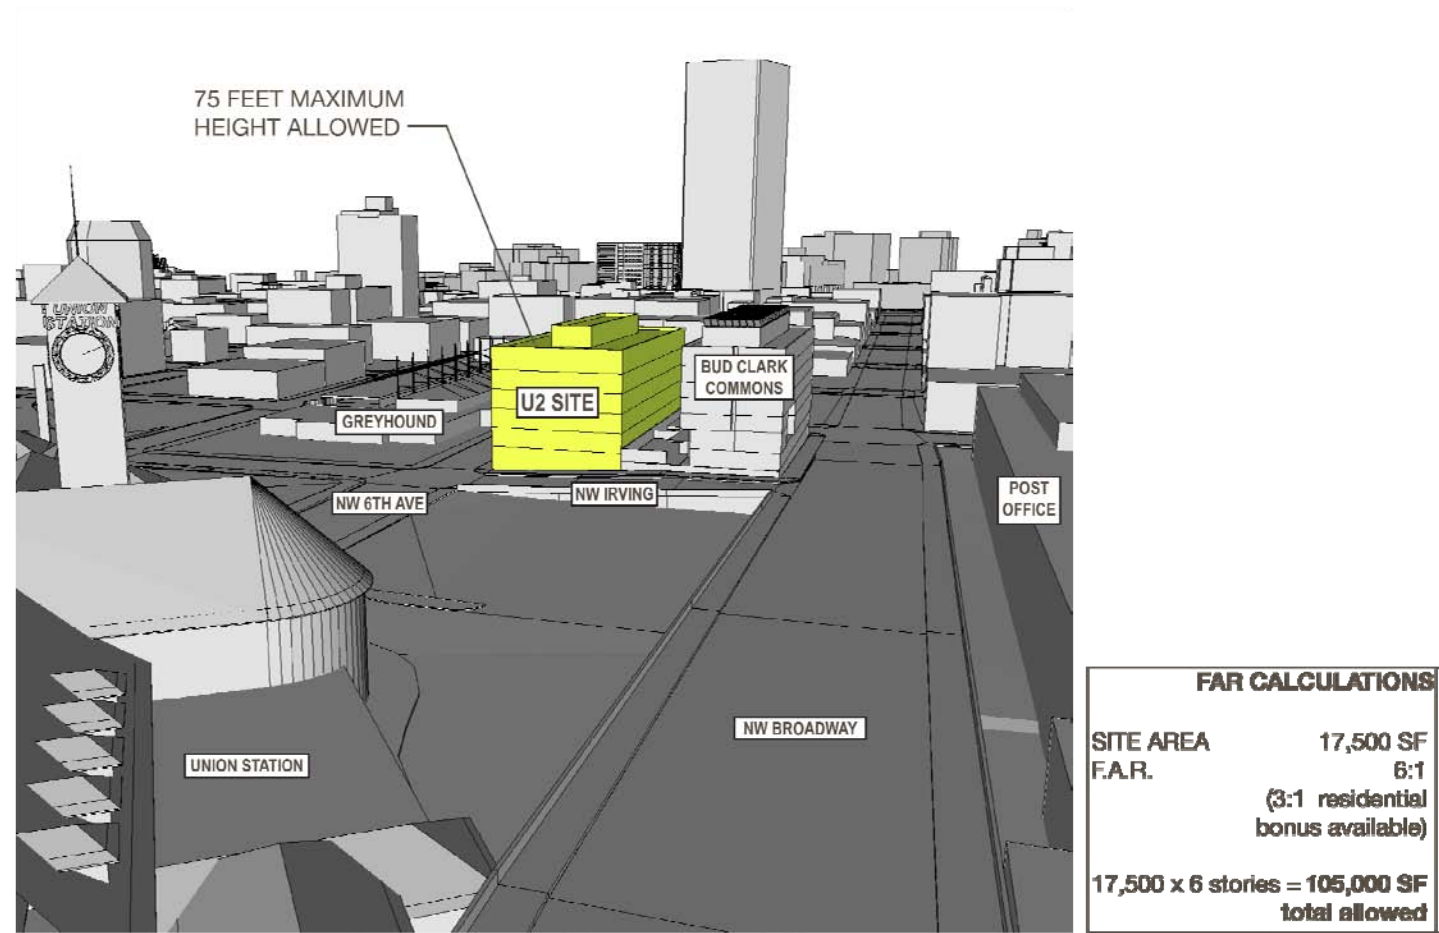 75 FEET MAXIMUM
HEIGHT ALLOWED
UNION
STATION
BUD CLARK
COMMONS
U2 SITE
GREYHOUND
NW IRVING
NW 6TH AVE
POST
OFFICE
NW BROADWAY
UNION STATION
FAR CALCULATIONS
SITE AREA 17,500 SF
F.A.R. 6:1
(3:1 residential
bonus available)
17,500 x 6 stories = 105,000 SF
total allowed